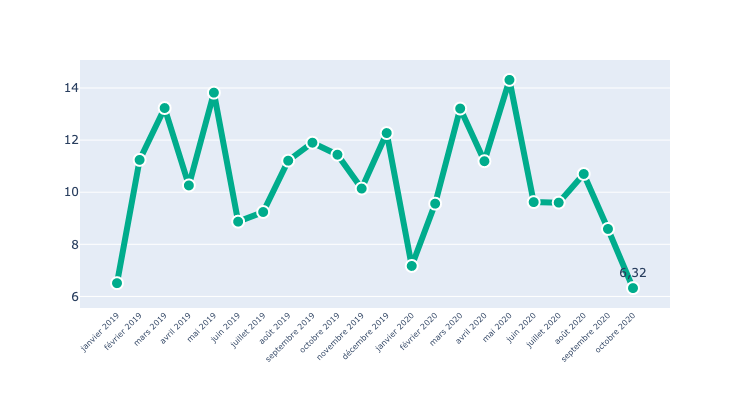 14
12
10
8
6
6,32
janvier 2019
février 2019
mars 2019
avril 2019
mai 2019
juin 2019
juillet 2019
août 2019
septembre 2019
octobre 2019
novembre 2019
décembre 2019
janvier 2020
février 2020
mars 2020
avril 2020
mai 2020
juin 2020
juillet 2020
août 2020
septembre 2020
octobre 2020